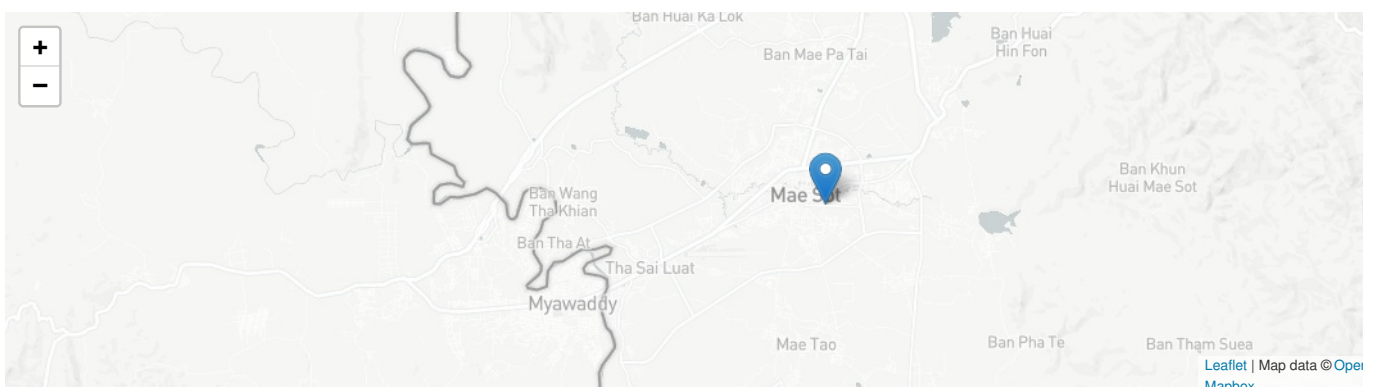 Ban Huai Ka Lok
+
−
Ban Huai
Hin Fon
Ban Mae Pa Tai
Ban Khun
Huai Mae Sot
Mae Sot
Ban Wang
Tha Khian
Ban Tha At
Tha Sai Luat
Myawaddy
Mae Tao
Ban Pha Te
Ban Tham Suea
Leaflet | Map data © Open
Mapbox